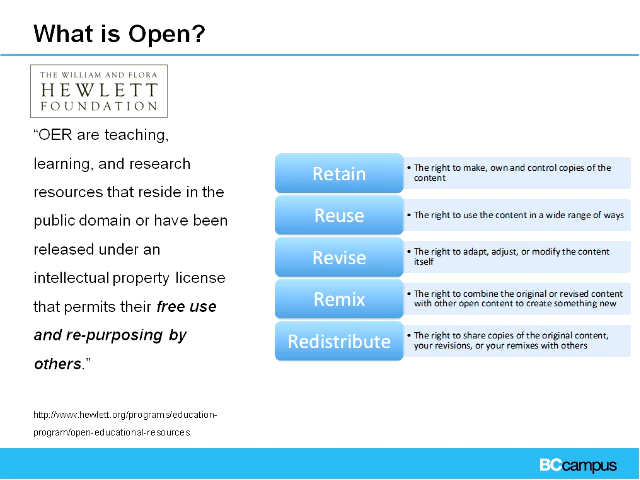 What is Open?
THE WILLIAM AND FLORA
HEWLETT
FOUNDATION
“OER are teaching,
learning, and research
resources that reside in the
public domain or have been
released under an
intellectual property license
that permits their free use
and re-purposing by
others.”
http://www.hewlett.org/programs/education-
program/open-educational-resources
Retain
• The right to make, own and control copies of the
content
Reuse
• The right to use the content in a wide range of ways
Revise
• The right to adapt, adjust, or modify the content
itself
Remix
• The right to combine the original or revised content
with other open content to create something new
Redistribute
• The right to share copies of the original content,
your revisions, or your remixes with others
BCcampus